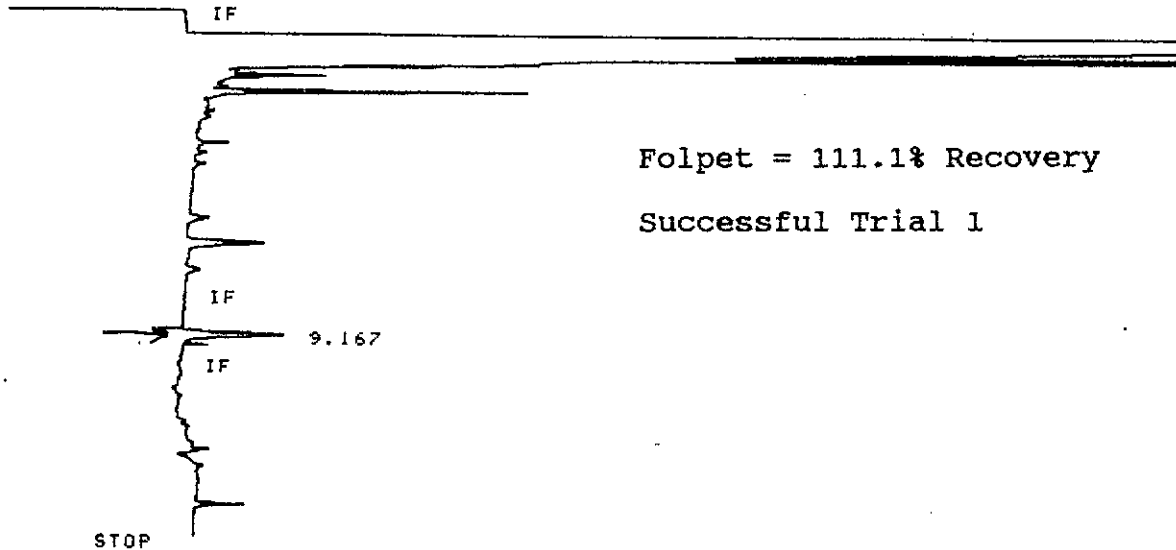 IF
Folpet = 111.1% Recovery
Successful Trial 1
IF
9.167
IF
STOP